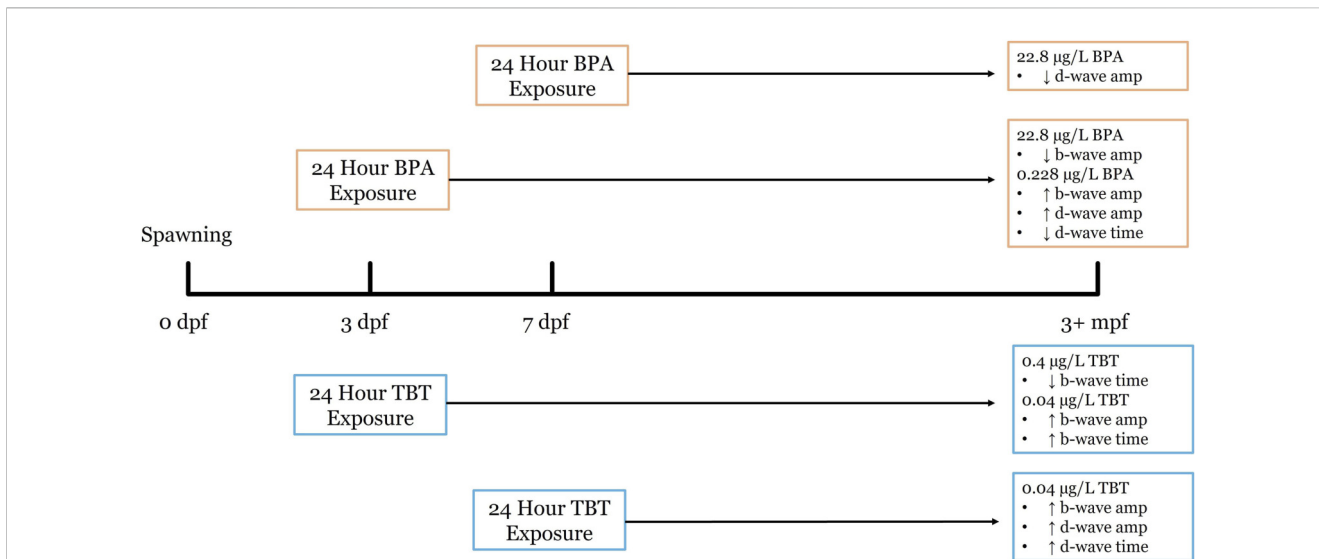 24 Hour BPA
Exposure
22.8 µg/L BPA
• ↓ d-wave amp
24 Hour BPA
Exposure
22.8 µg/L BPA
• ↓ b-wave amp
0.228 µg/L BPA
• ↑ b-wave amp
• ↑ d-wave amp
• ↓ d-wave time
Spawning
0 dpf
3 dpf
7 dpf
3+ mpf
24 Hour TBT
Exposure
0.4 µg/L TBT
• ↓ b-wave time
0.04 µg/L TBT
• ↑ b-wave amp
• ↑ b-wave time
24 Hour TBT
Exposure
0.04 µg/L TBT
• ↑ b-wave amp
• ↑ d-wave amp
• ↑ d-wave time